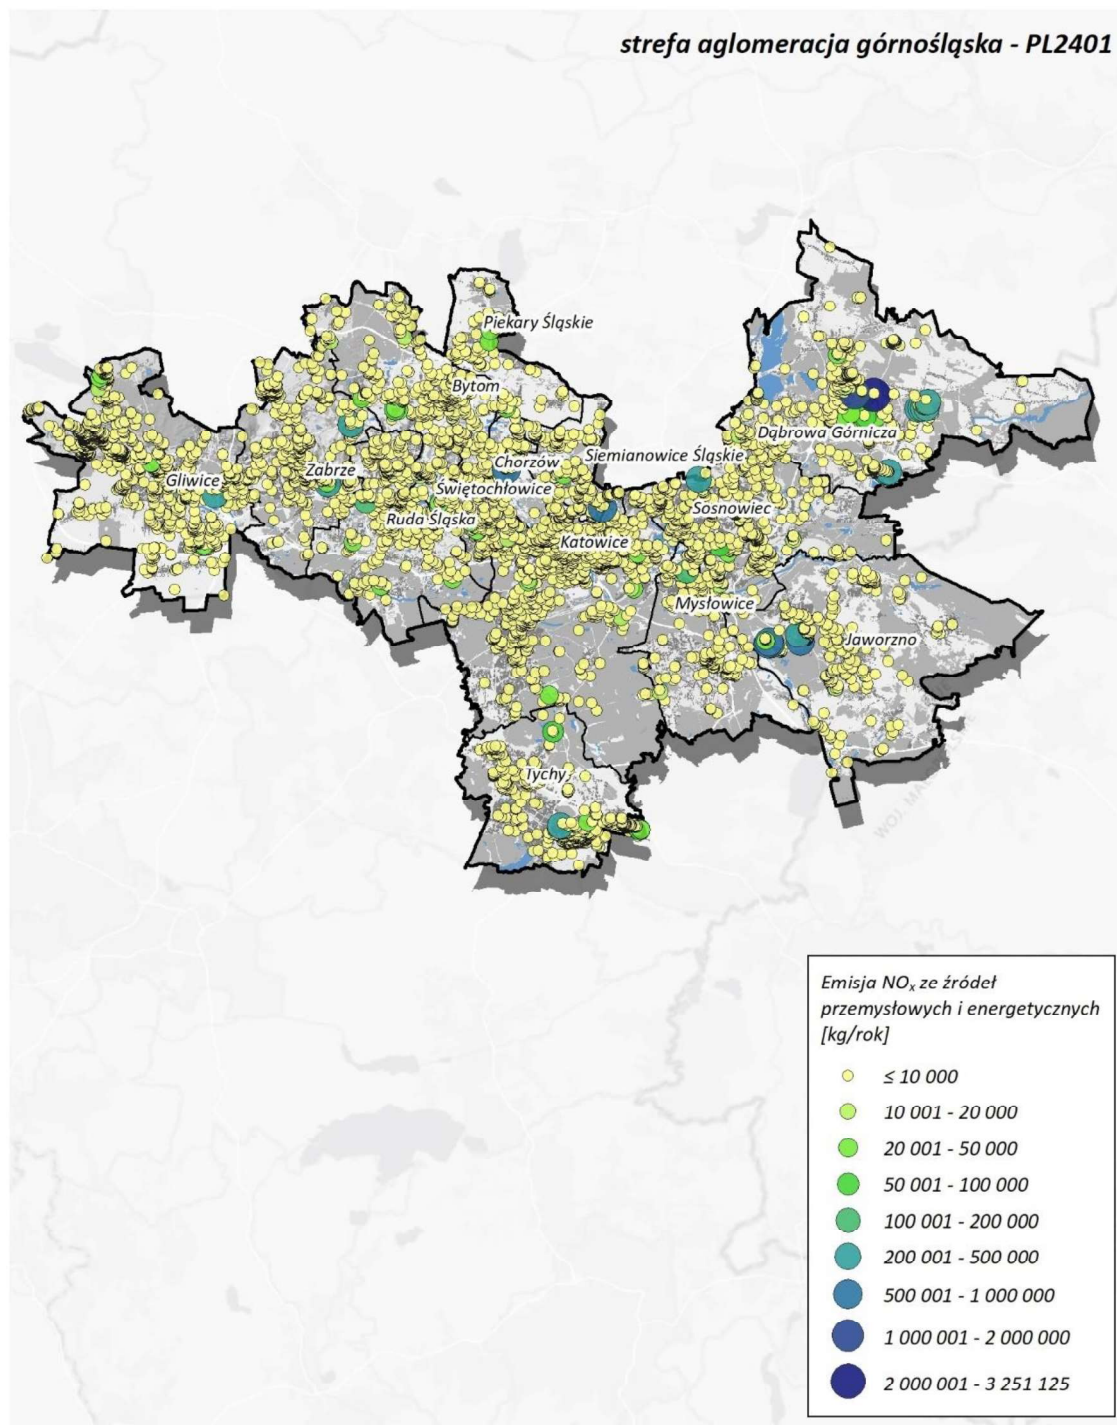 strefa aglomeracja górnośląska - PL2401
Piekary Śląskie
Bytom
Dąbrowa Górnicza
Siemianowice Śląskie
Chorzów
Zabrze
Gliwice
Świętochłowice
Sosnowiec
Ruda Śląska
Katowice
Mysłowice
Jaworzno
Tychy
WOJ.
Emisja NOₓ ze źródeł
przemysłowych i energetycznych
[kg/rok]
≤ 10 000
10 001 - 20 000
20 001 - 50 000
50 001 - 100 000
100 001 - 200 000
200 001 - 500 000
500 001 - 1 000 000
1 000 001 - 2 000 000
2 000 001 - 3 251 125